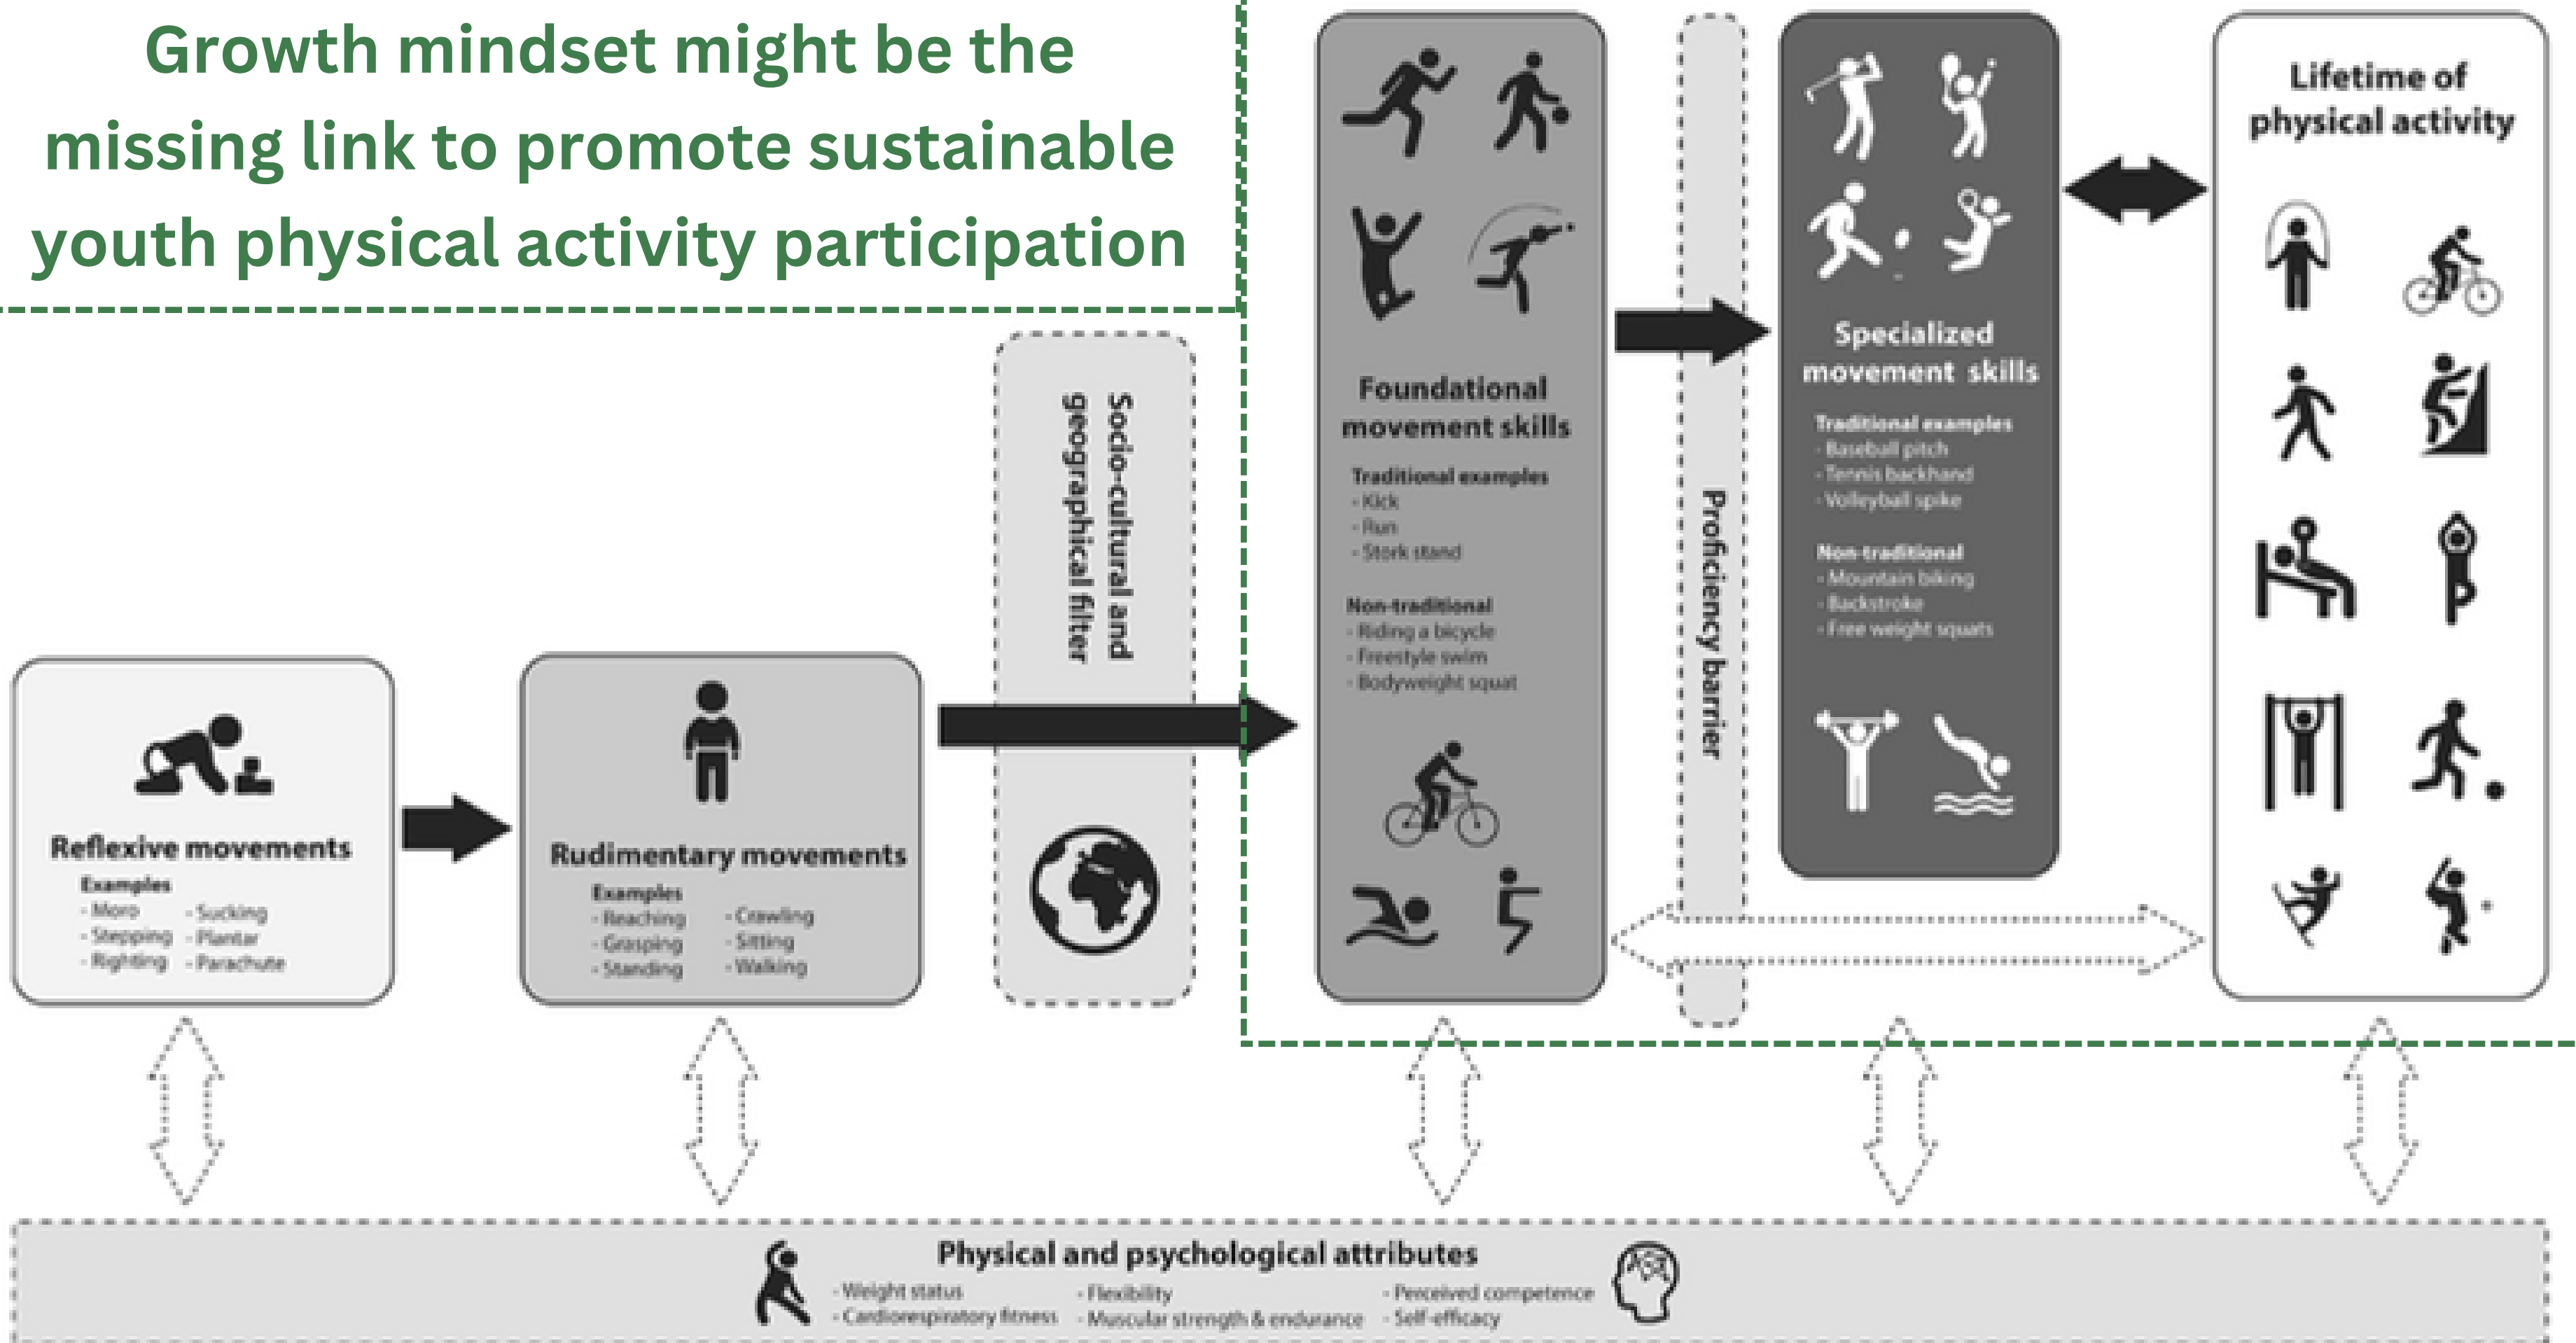 Growth mindset might be the
missing link to promote sustainable
youth physical activity participation
Reflexive movements
Examples
- Moro
- Stepping
- Righting
- Sucking
- Plantar
- Parachute
Rudimentary movements
Examples
- Reaching
- Grasping
- Standing
- Crawling
- Sitting
- Walking
Socio-cultural and
geographical filter
Foundational
movement skills
Traditional examples
- Kick
- Run
- Stork stand
Non-traditional
- Riding a bicycle
- Freestyle swim
- Bodyweight squat
Proficiency barrier
Specialized
movement skills
Traditional examples
- Baseball pitch
- Tennis backhand
- Volleyball spike
Non-traditional
- Mountain biking
- Backstroke
- Free weight squats
Lifetime of
physical activity
Physical and psychological attributes
- Weight status
- Cardiorespiratory fitness
- Flexibility
- Muscular strength & endurance
- Perceived competence
- Self-efficacy